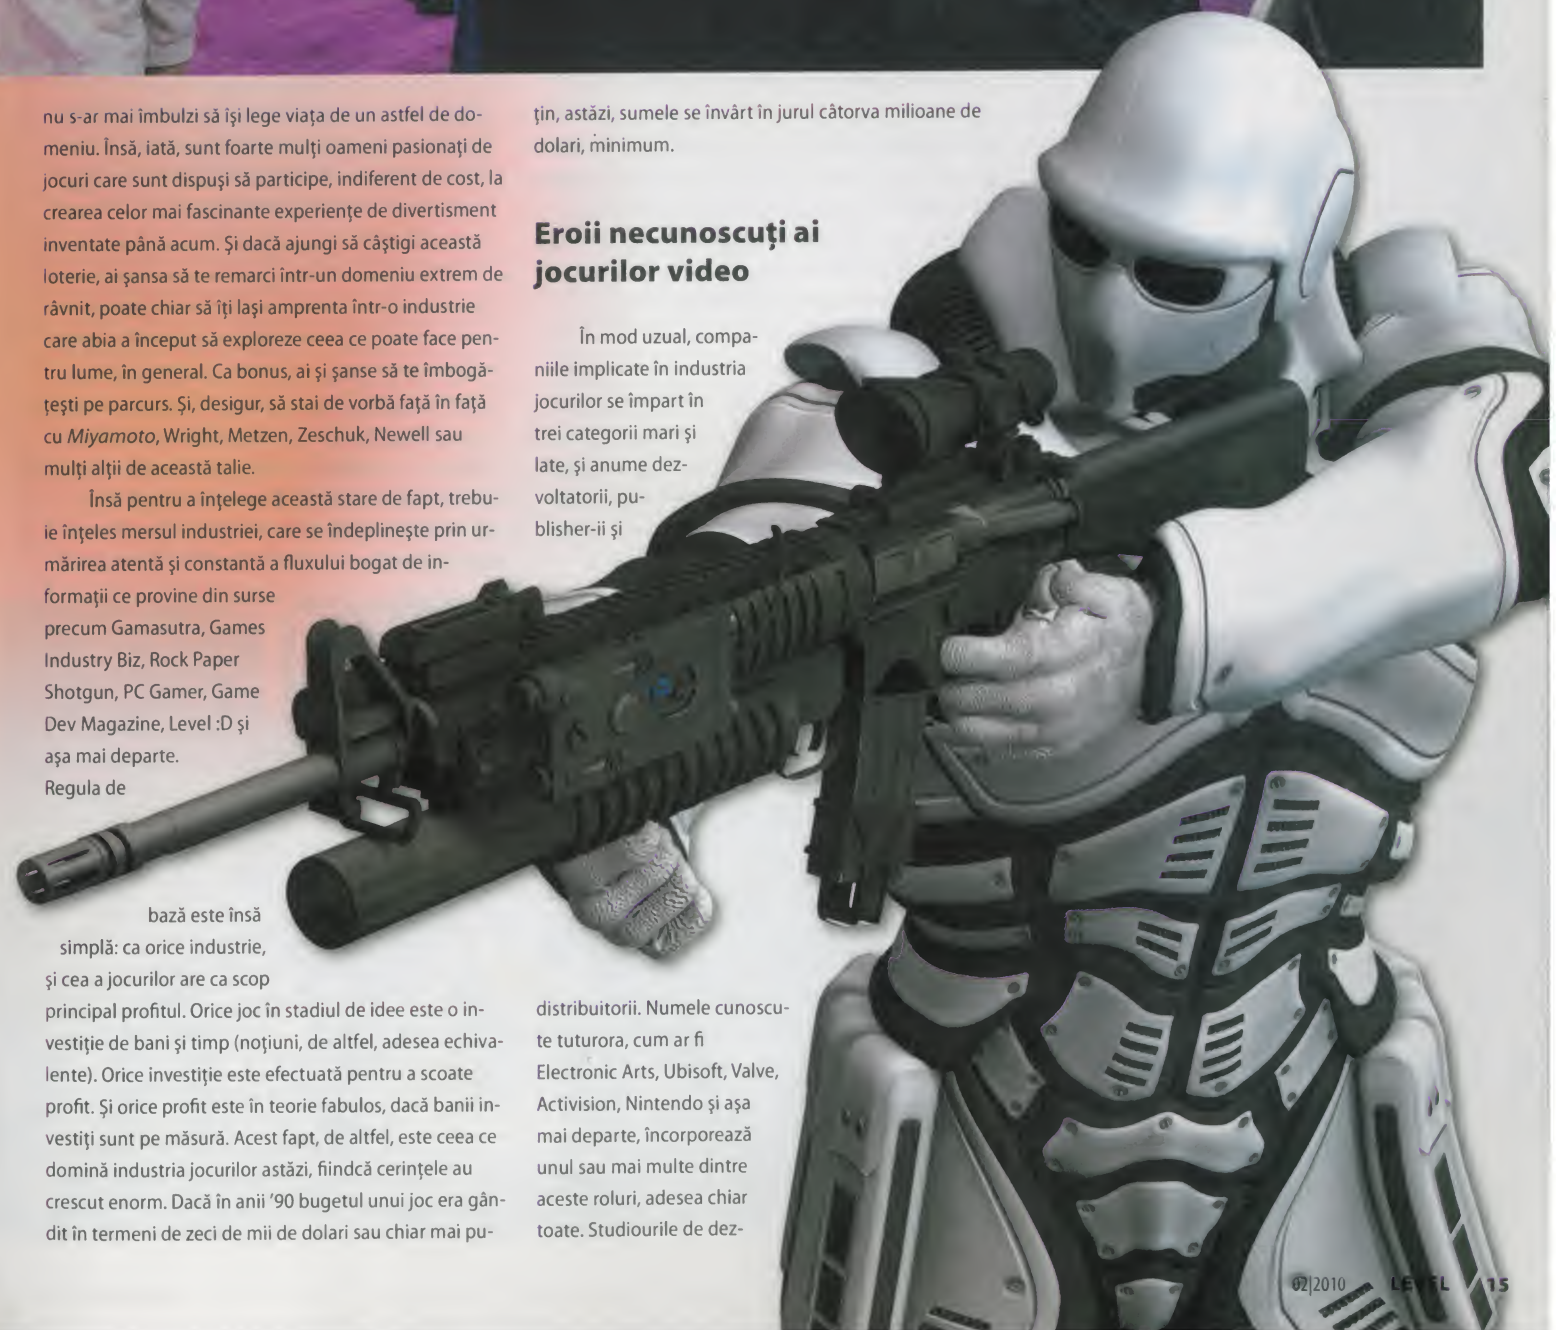 nu s-ar mai îmbulzi să își lege viața de un astfel de do-
meniu. Însă, iată, sunt foarte mulți oameni pasionați de
jocuri care sunt dispuși să participe, indiferent de cost, la
crearea celor mai fascinante experiențe de divertisment
inventate până acum. Și dacă ajungi să câștigi această
loterie, ai șansa să te remarci într-un domeniu extrem de
râvnit, poate chiar să îți lași amprenta într-o industrie
care abia a început să exploreze ceea ce poate face pen-
tru lume, în general. Ca bonus, ai și șanse să te îmbogă-
țești pe parcurs. Și, desigur, să stai de vorbă față în față
cu Miyamoto, Wright, Metzen, Zeschuk, Newell sau
mulți alții de această talie.
Însă pentru a înțelege această stare de fapt, trebu-
ie înțeles mersul industriei, care se îndeplinește prin ur-
mărirea atentă și constantă a fluxului bogat de in-
formații ce provine din surse
precum Gamasutra, Games
Industry Biz, Rock Paper
Shotgun, PC Gamer, Game
Dev Magazine, Level :D și
așa mai departe.
Regula de
bază este însă
simplă: ca orice industrie,
și cea a jocurilor are ca scop
principal profitul. Orice joc în stadiul de idee este o in-
vestiție de bani și timp (noțiuni, de altfel, adesea echiva-
lente). Orice investiție este efectuată pentru a scoate
profit. Și orice profit este în teorie fabulos, dacă banii in-
vestiți sunt pe măsură. Acest fapt, de altfel, este ceea ce
domină industria jocurilor astăzi, fiindcă cerințele au
crescut enorm. Dacă în anii '90 bugetul unui joc era gân-
dit în termeni de zeci de mii de dolari sau chiar mai pu-
țin, astăzi, sumele se învârt în jurul câtorva milioane de
dolari, minimum.
Eroii necunoscuți ai
jocurilor video
În mod uzual, compa-
niile implicate în industria
jocurilor se împart în
trei categorii mari și
late, și anume dez-
voltatorii, pu-
blisher-ii și
distribuitorii. Numele cunoscu-
te tuturora, cum ar fi
Electronic Arts, Ubisoft, Valve,
Activision, Nintendo și așa
mai departe, încorporează
unul sau mai multe dintre
aceste roluri, adesea chiar
toate. Studiourile de dez-
02|2010 LEVEL 15